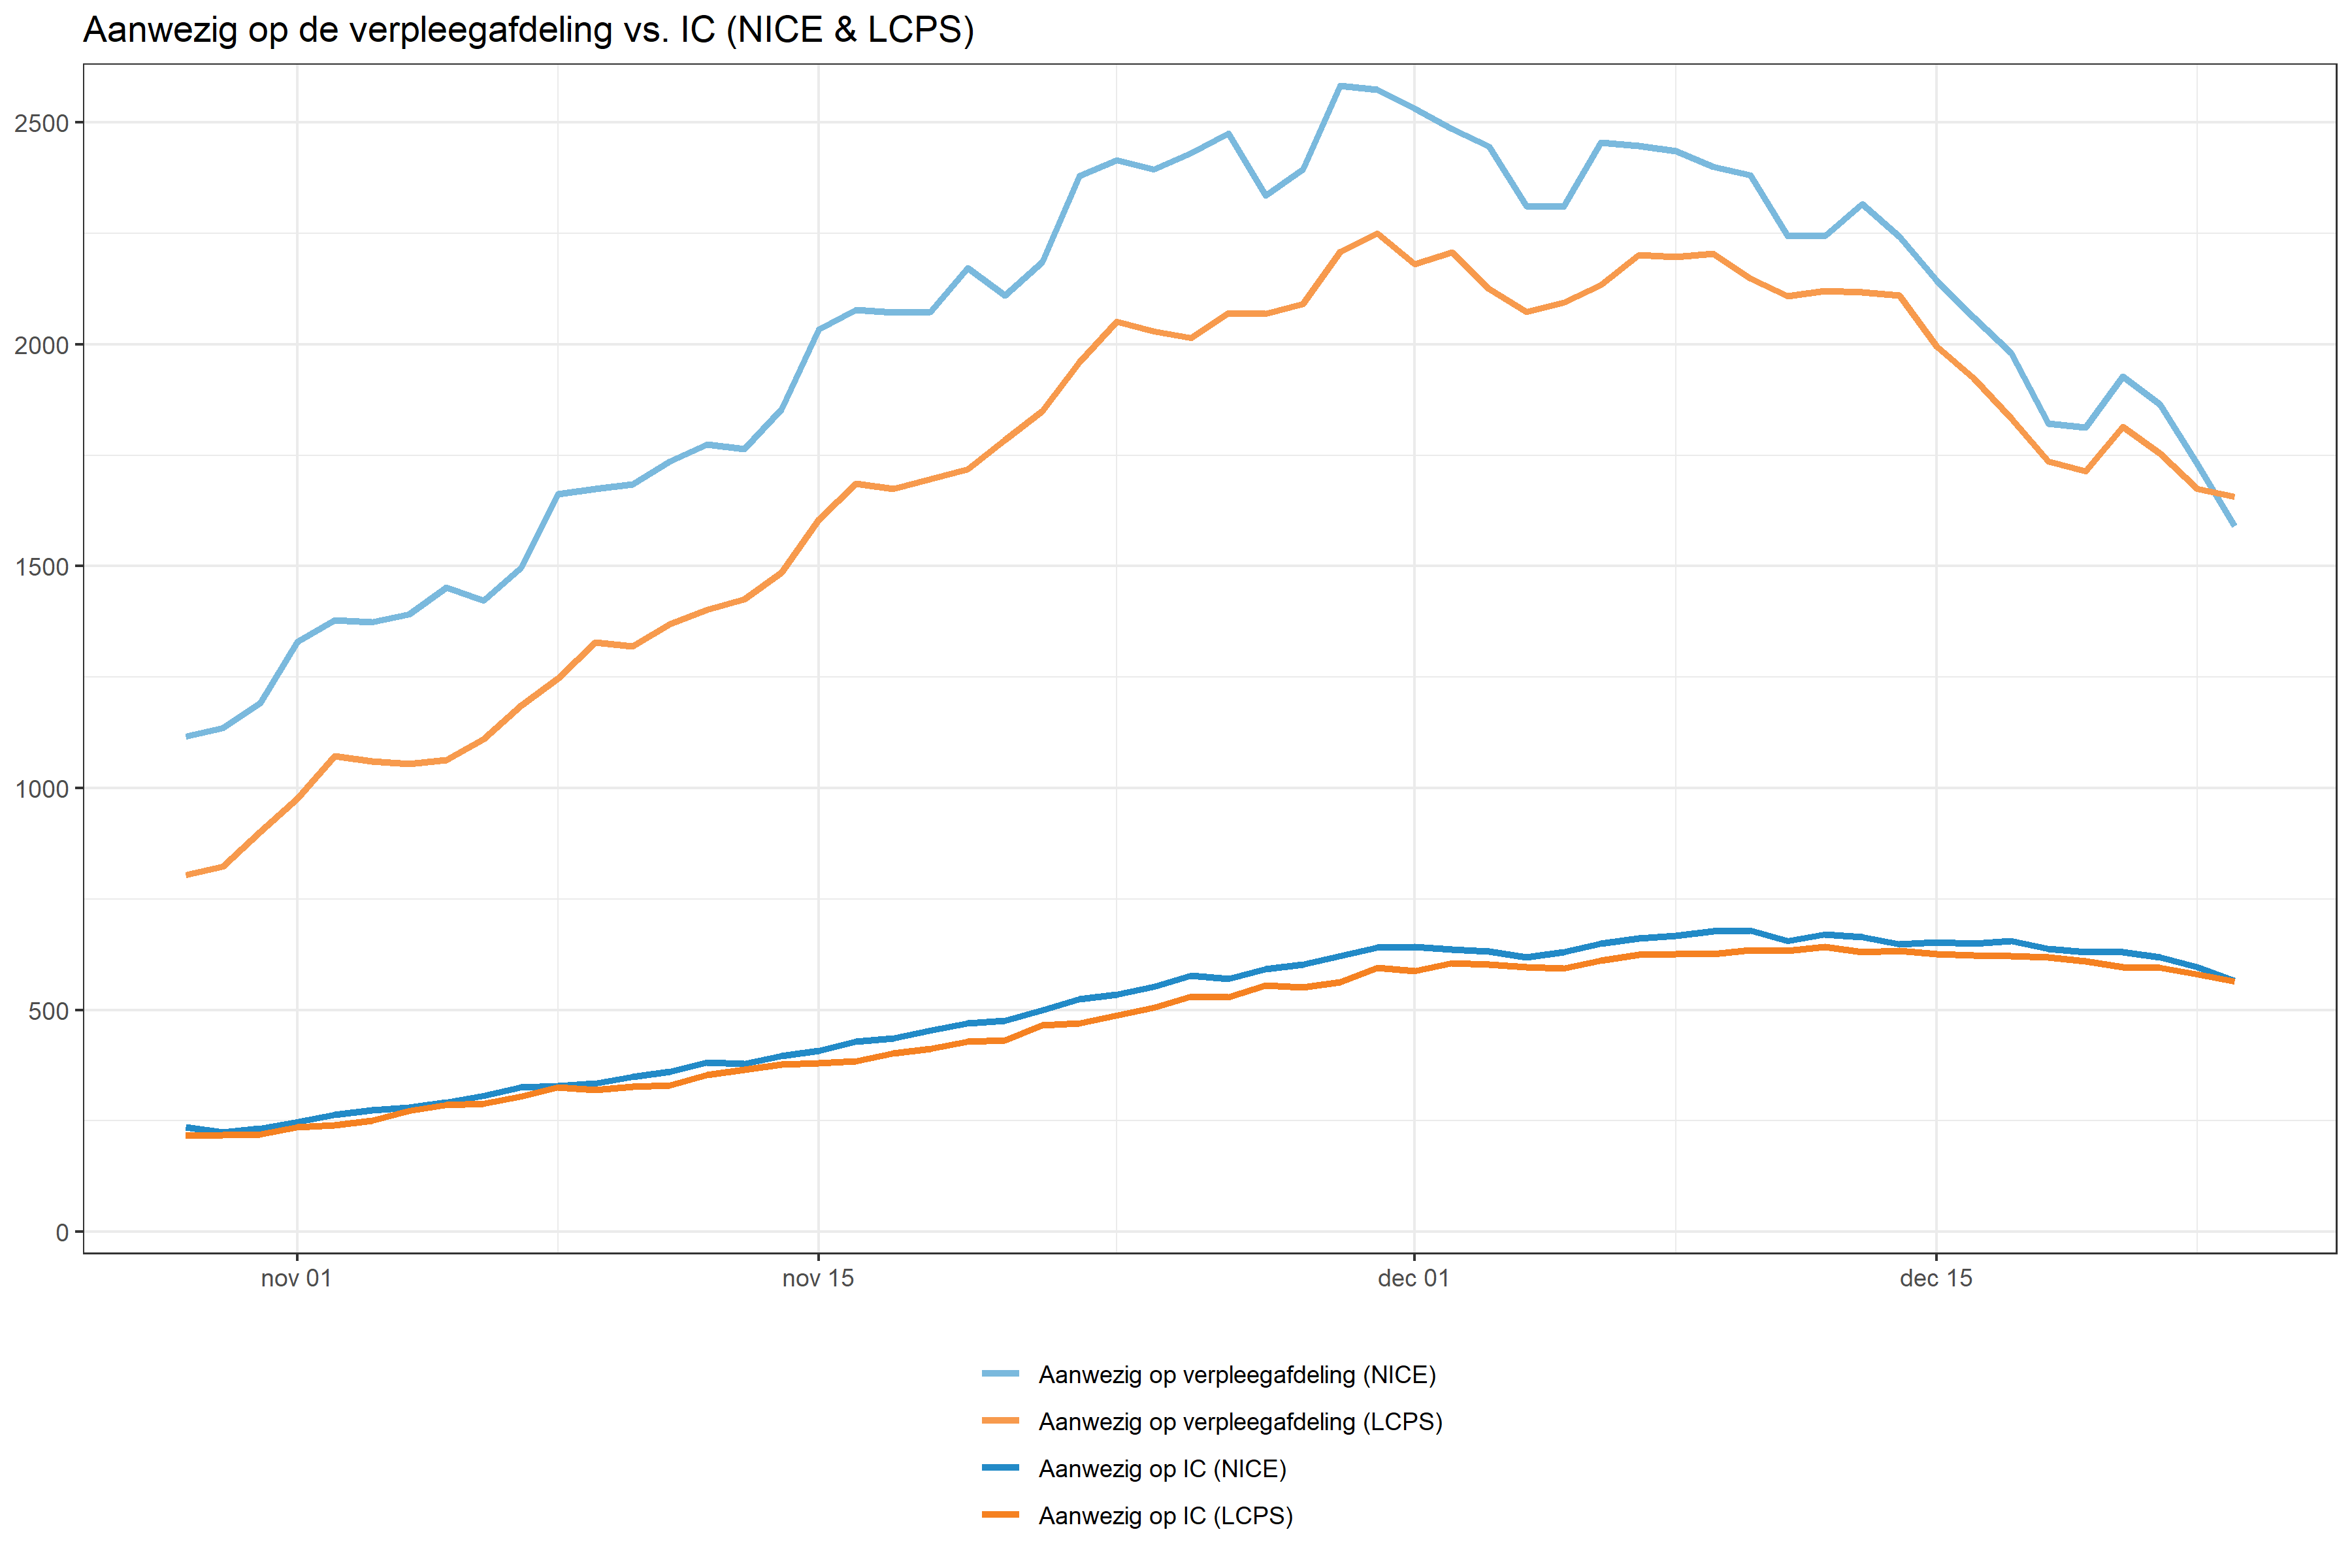 Aanwezig op de verpleegafdeling vs. IC (NICE & LCPS)
2500
2000
1500
1000
500
0
nov 01 nov 15 dec 01 dec 15
Aanwezig op verpleegafdeling (NICE)
Aanwezig op verpleegafdeling (LCPS)
Aanwezig op IC (NICE)
Aanwezig op IC (LCPS)